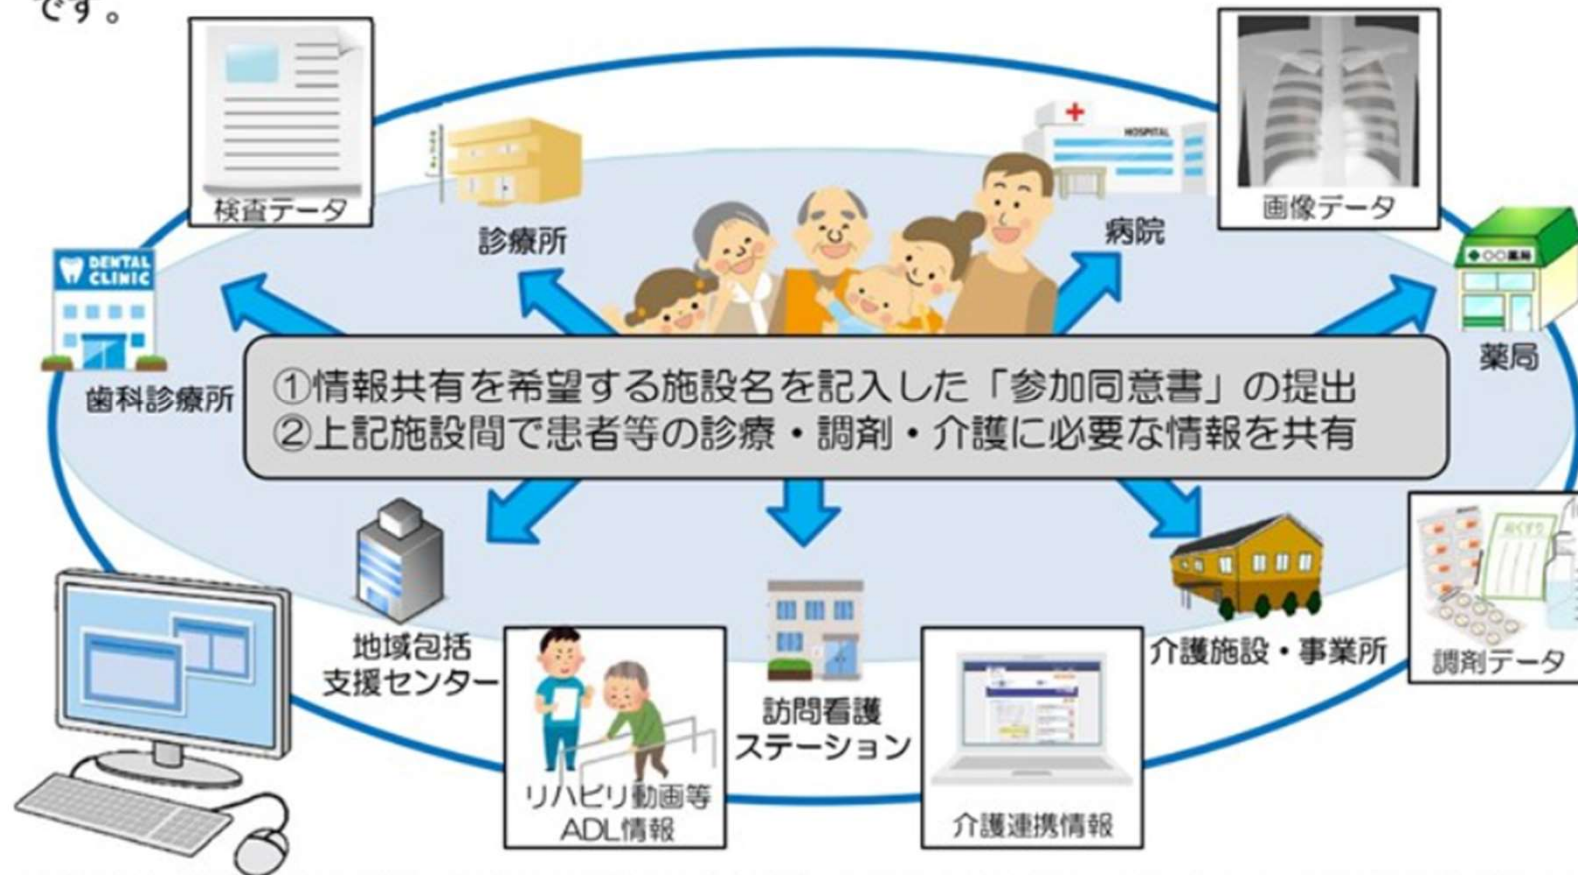 です。
検査データ
診療所
HOSPITAL
病院
画像データ
DENTAL
CLINIC
歯科診療所
○○薬局
薬局
①情報共有を希望する施設名を記入した「参加同意書」の提出
②上記施設間で患者等の診療・調剤・介護に必要な情報を共有
地域包括
支援センター
リハビリ動画等
ADL情報
訪問看護
ステーション
介護連携情報
介護施設・事業所
おくすり
調剤データ